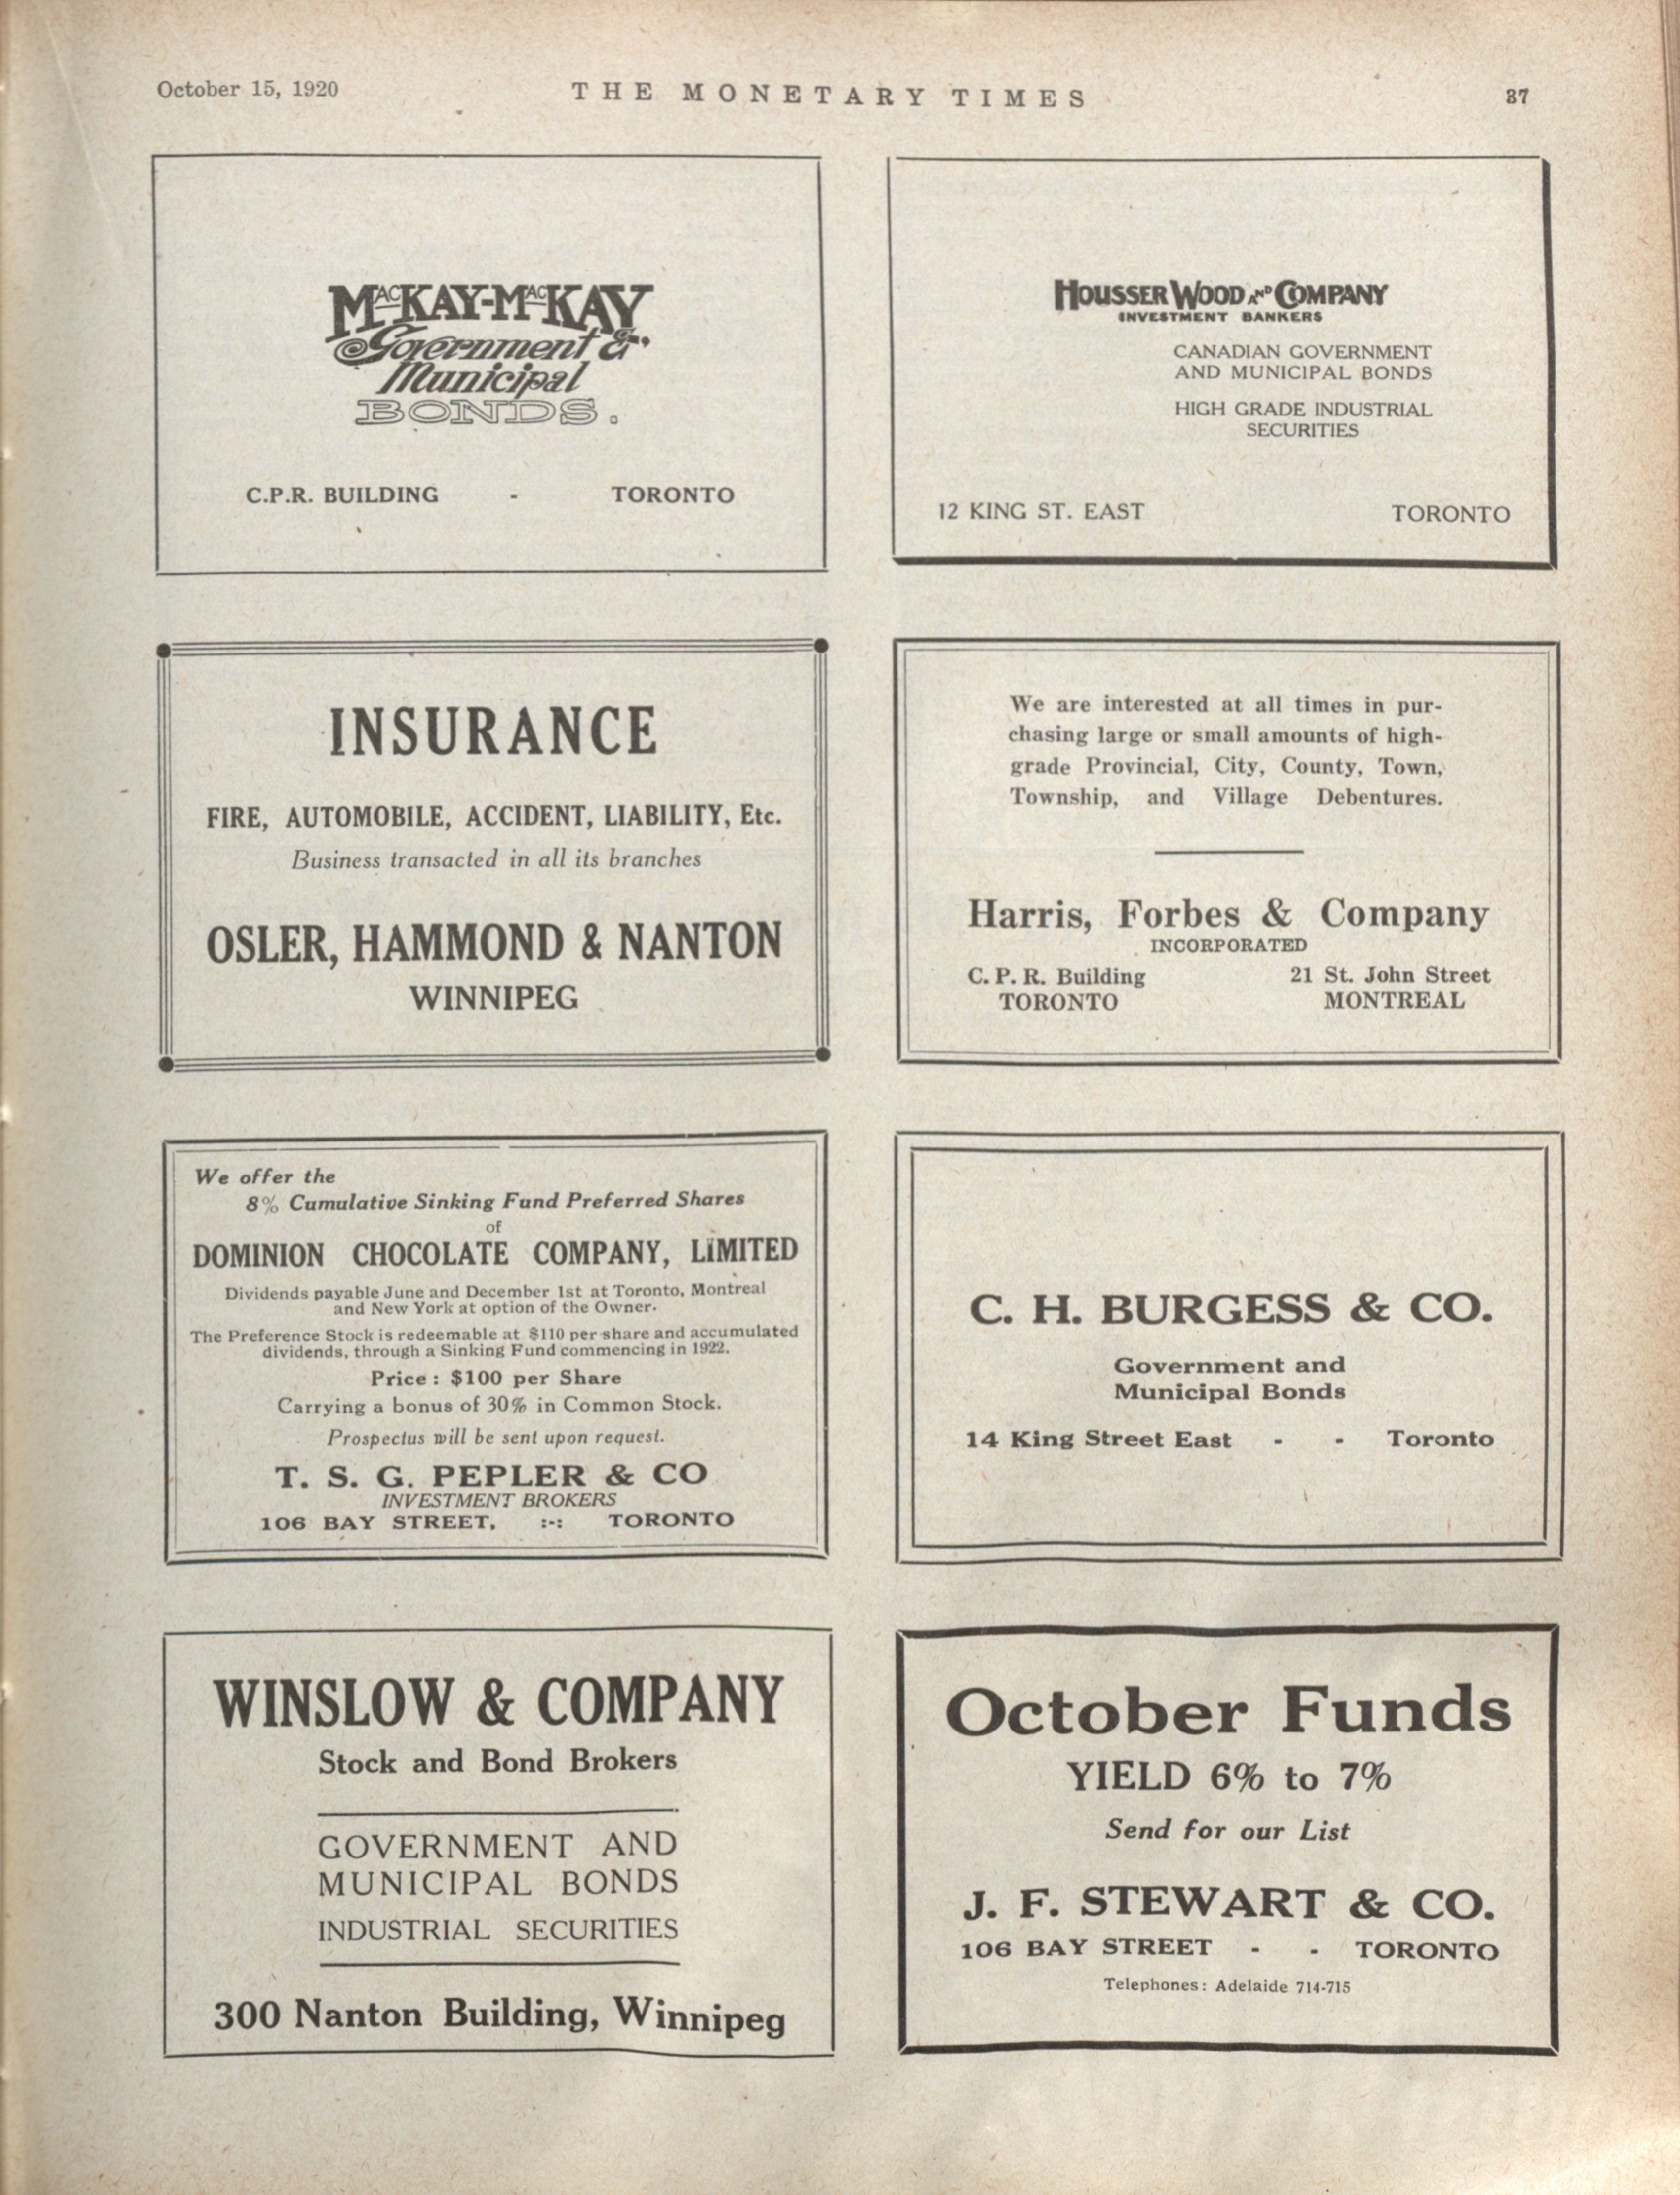 October 15, 1920
THE MONETARY TIMES
37
MACKAY-MACKAY
Government &
Municipal
BONDS.
C.P.R. BUILDING - TORONTO
HOUSSER WOOD AND COMPANY
INVESTMENT BANKERS
CANADIAN GOVERNMENT
AND MUNICIPAL BONDS
HIGH GRADE INDUSTRIAL
SECURITIES
12 KING ST. EAST TORONTO
INSURANCE
FIRE, AUTOMOBILE, ACCIDENT, LIABILITY, Etc.
Business transacted in all its branches
OSLER, HAMMOND & NANTON
WINNIPEG
We are interested at all times in pur-
chasing large or small amounts of high-
grade Provincial, City, County, Town,
Township, and Village Debentures.
Harris, Forbes & Company
INCORPORATED
C. P. R. Building 21 St. John Street
TORONTO MONTREAL
We offer the
8% Cumulative Sinking Fund Preferred Shares
of
DOMINION CHOCOLATE COMPANY, LIMITED
Dividends payable June and December 1st at Toronto, Montreal
and New York at option of the Owner.
The Preference Stock is redeemable at $110 per share and accumulated
dividends, through a Sinking Fund commencing in 1922.
Price : $100 per Share
Carrying a bonus of 30% in Common Stock.
Prospectus will be sent upon request.
T. S. G. PEPLER & CO
INVESTMENT BROKERS
106 BAY STREET, :-: TORONTO
C. H. BURGESS & CO.
Government and
Municipal Bonds
14 King Street East - - Toronto
WINSLOW & COMPANY
Stock and Bond Brokers
GOVERNMENT AND
MUNICIPAL BONDS
INDUSTRIAL SECURITIES
300 Nanton Building, Winnipeg
October Funds
YIELD 6% to 7%
Send for our List
J. F. STEWART & CO.
106 BAY STREET - - TORONTO
Telephones: Adelaide 714-715